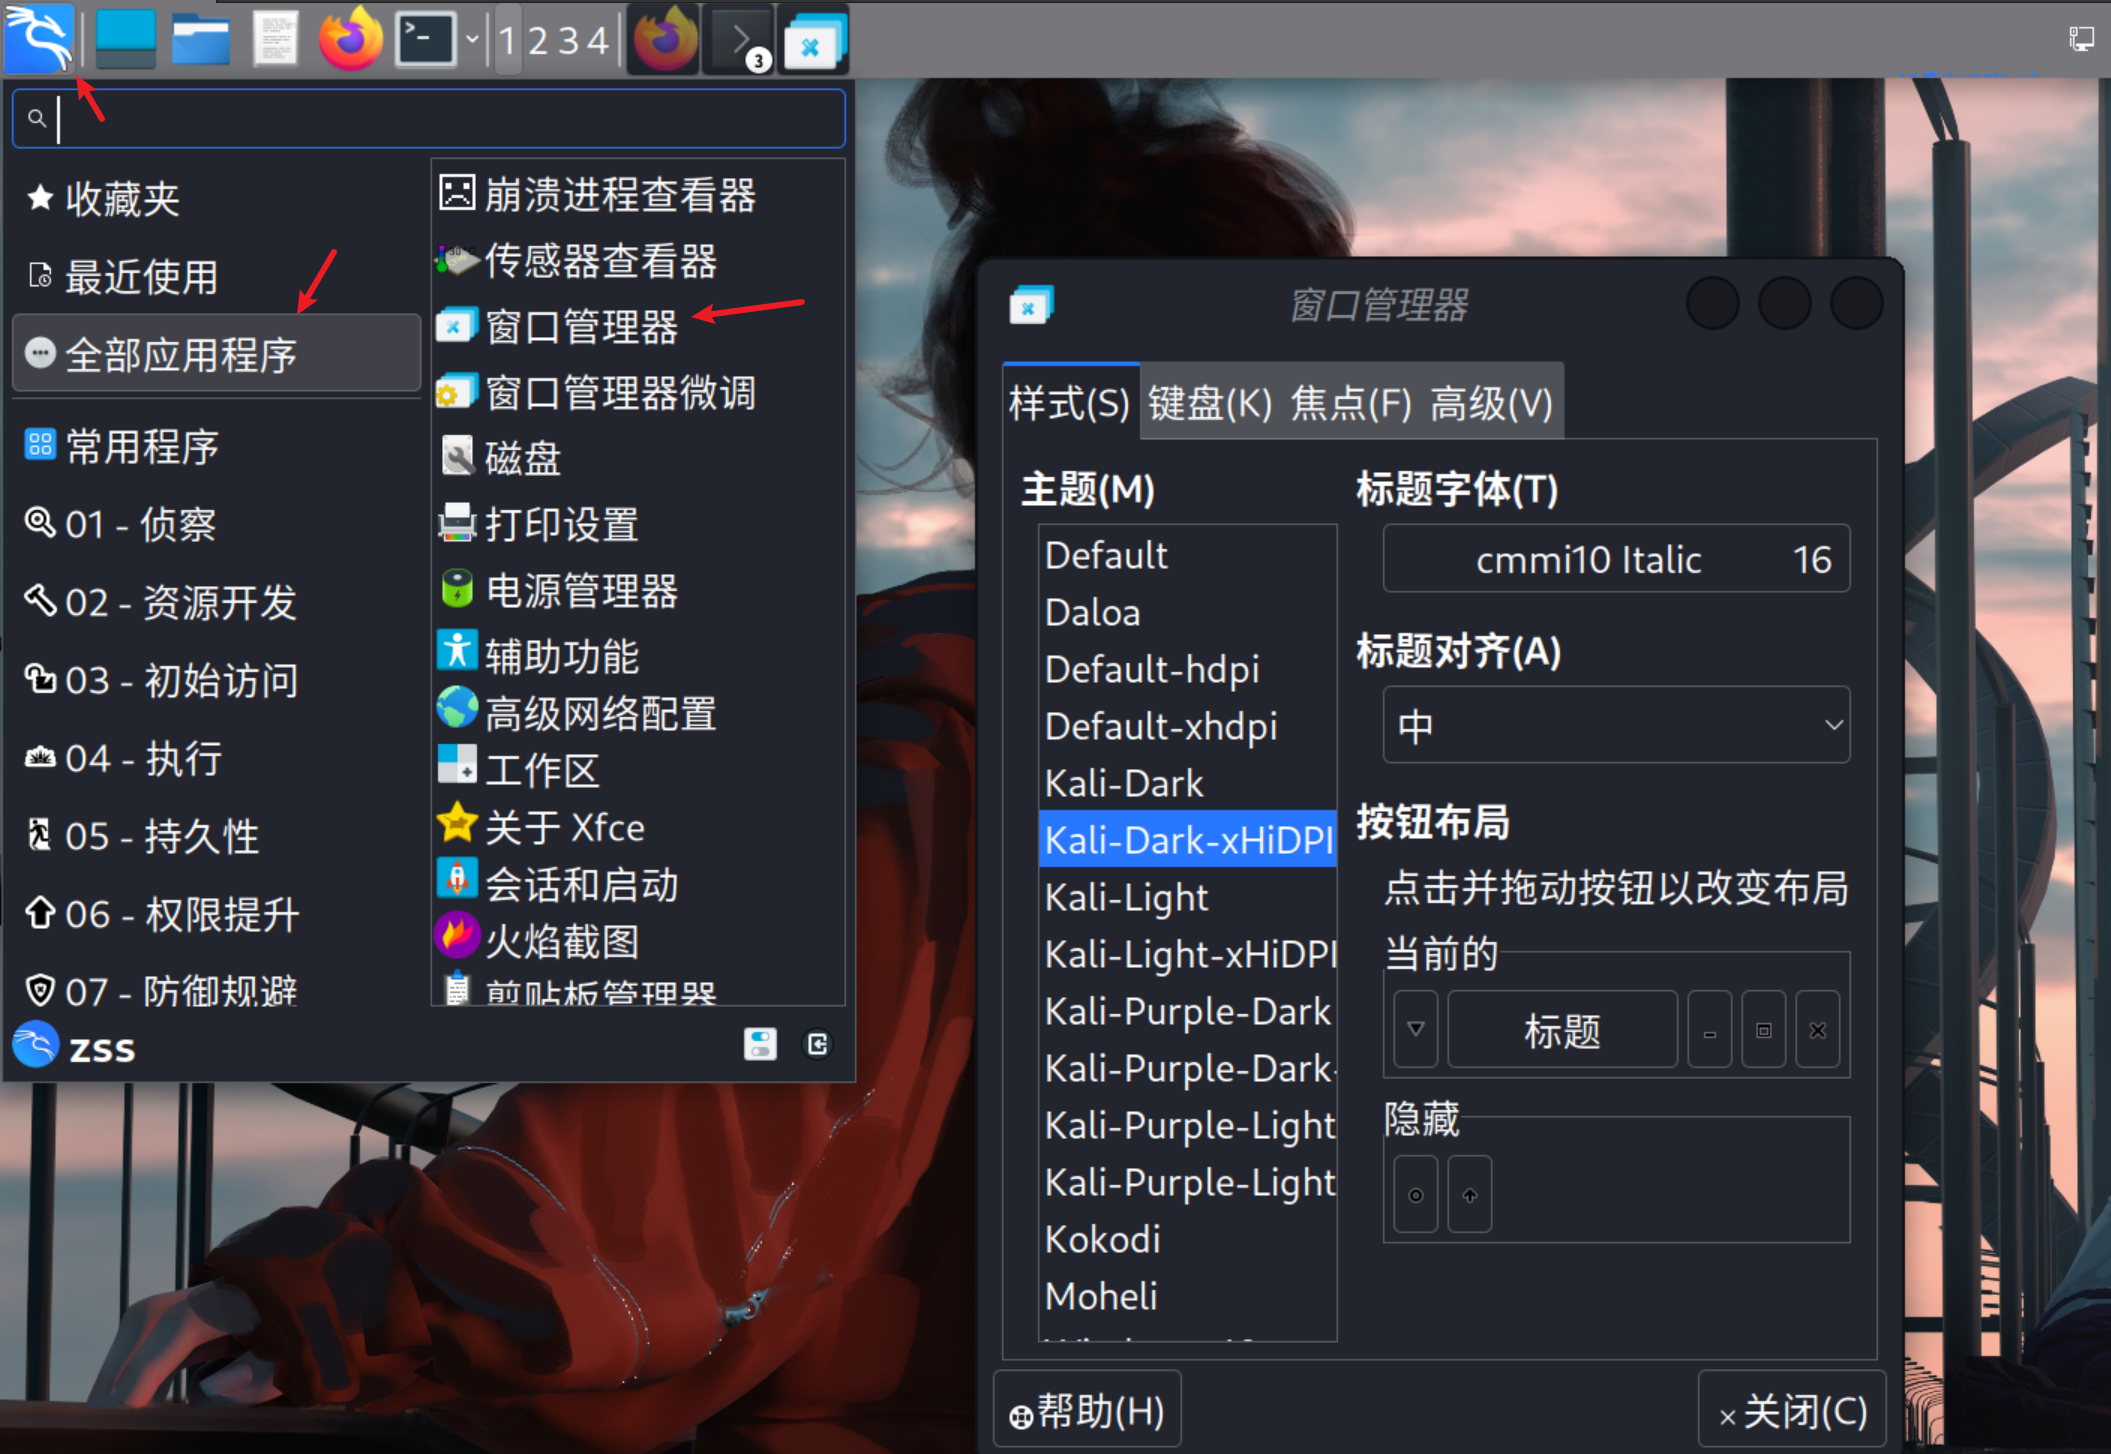 1 2 3 4
3
收藏夹
最近使用
全部应用程序
常用程序
01 - 侦察
02 - 资源开发
03 - 初始访问
04 - 执行
05 - 持久性
06 - 权限提升
07 - 防御规避
zss
崩溃进程查看器
传感器查看器
窗口管理器
窗口管理器微调
磁盘
打印设置
电源管理器
辅助功能
高级网络配置
工作区
关于 Xfce
会话和启动
火焰截图
剪贴板管理器
窗口管理器
样式(S) 键盘(K) 焦点(F) 高级(V)
主题(M)
Default
Daloa
Default-hdpi
Default-xhdpi
Kali-Dark
Kali-Dark-xHiDPI
Kali-Light
Kali-Light-xHiDPI
Kali-Purple-Dark
Kali-Purple-Dark-
Kali-Purple-Light
Kali-Purple-Light
Kokodi
Moheli
标题字体(T)
cmmi10 Italic 16
标题对齐(A)
中
按钮布局
点击并拖动按钮以改变布局
当前的
标题
隐藏
帮助(H)
关闭(C)